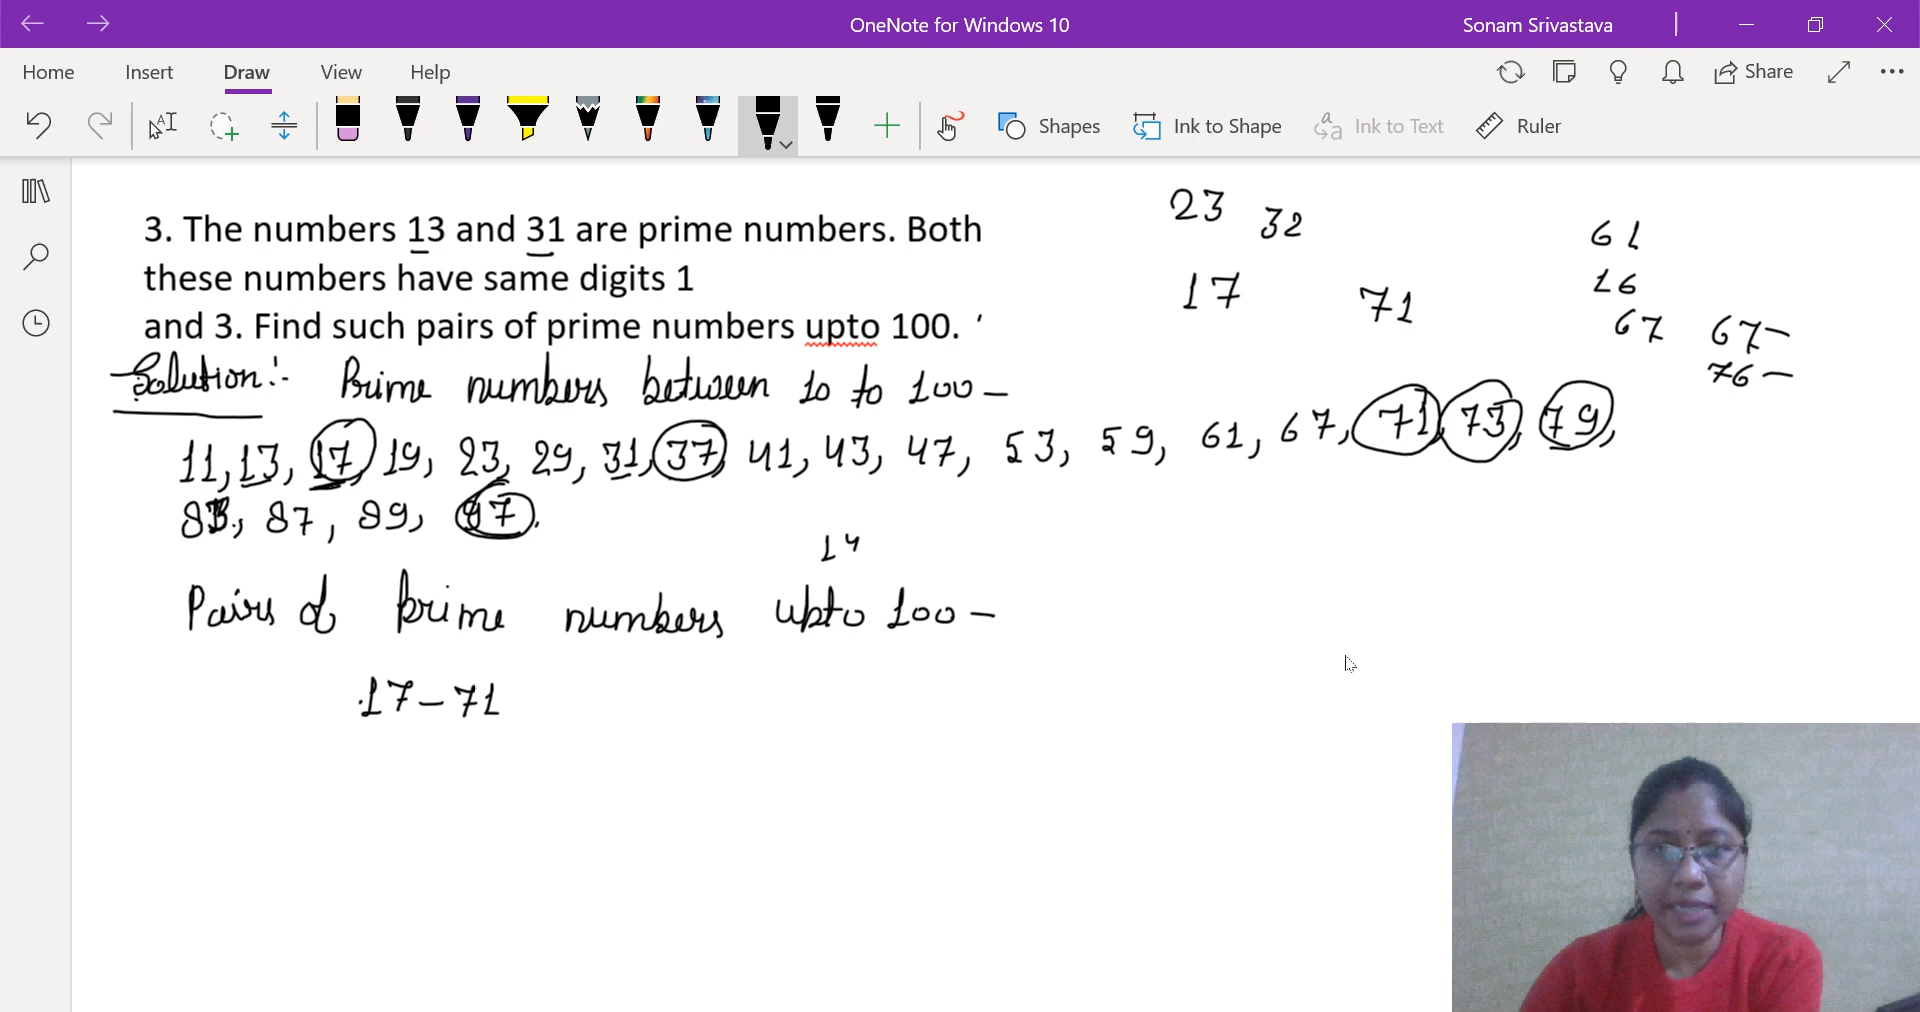 OneNote for Windows 10
Sonam Srivastava
Home Insert Draw View Help Share
Shapes Ink to Shape Ink to Text Ruler
3. The numbers 13 and 31 are prime numbers. Both
these numbers have same digits 1
and 3. Find such pairs of prime numbers upto 100.
23 32
17 71
61
16
67 67-
76-
Solution:- Prime numbers between 10 to 100-
11, 13, 17, 19, 23, 29, 31, 37, 41, 43, 47, 53, 59, 61, 67, 71, 73, 79,
83, 87, 89, 97.
14
Pairs of prime numbers upto 100-
17-71